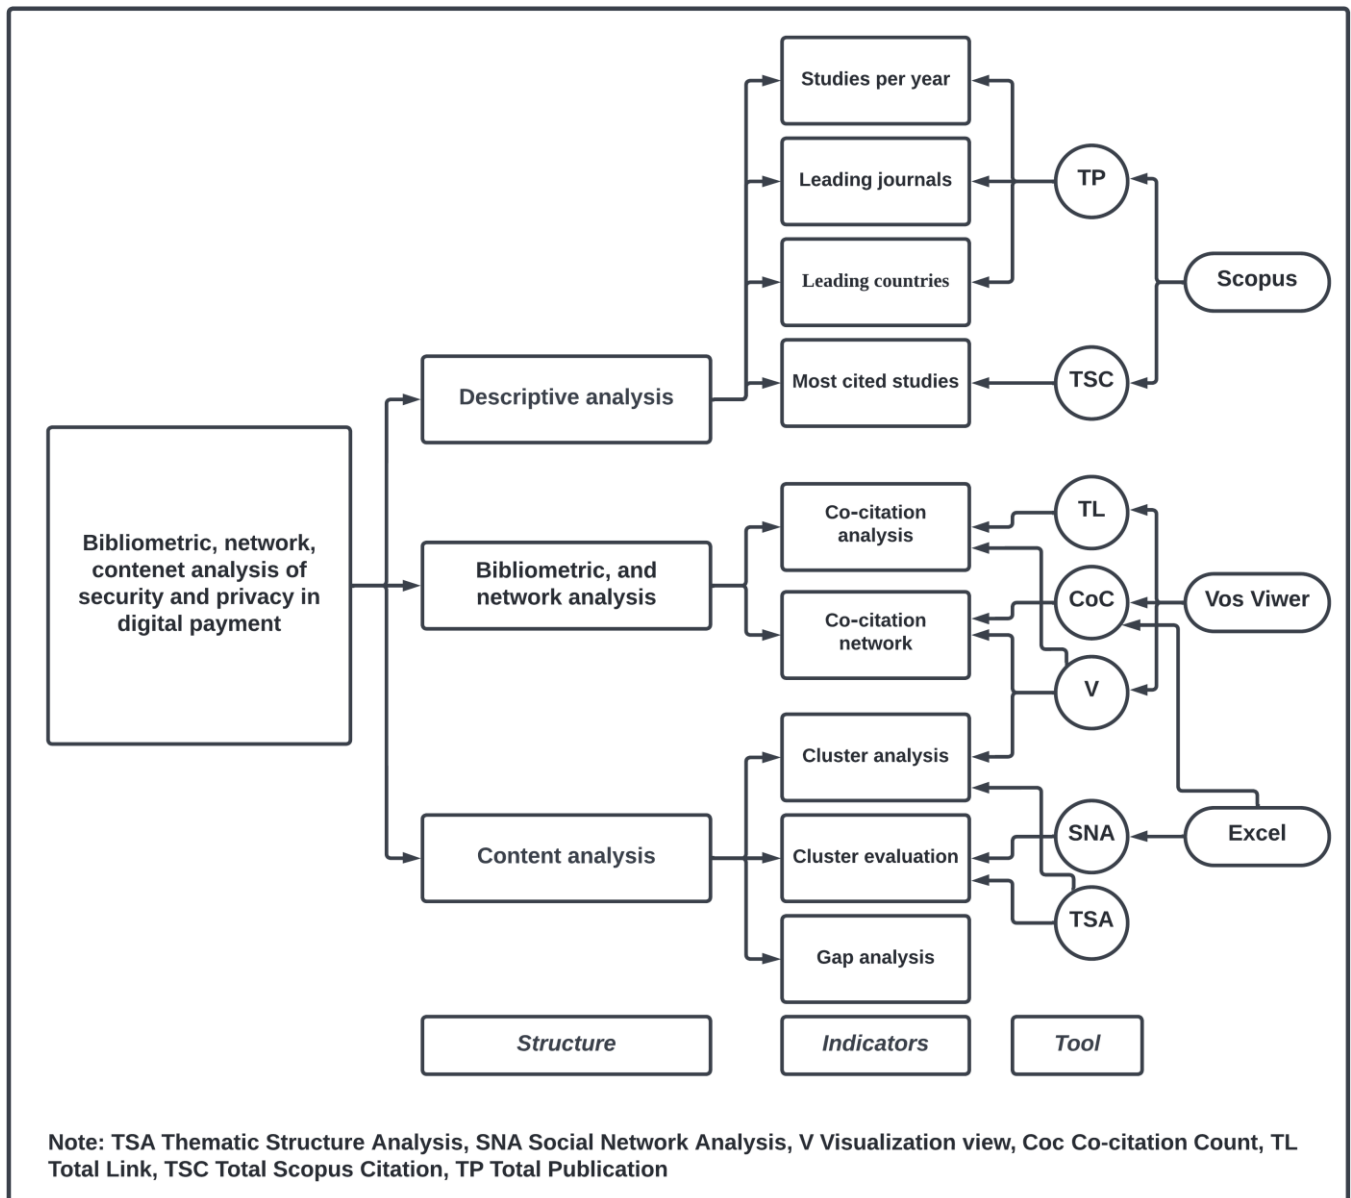 Studies per year
Leading journals
TP
Leading countries
Scopus
Descriptive analysis
Most cited studies
TSC
Bibliometric, network,
contenet analysis of
security and privacy in
digital payment
Bibliometric, and
network analysis
Co-citation
analysis
TL
Co-citation
network
CoC
Vos Viwer
V
Content analysis
Cluster analysis
Cluster evaluation
SNA
Excel
TSA
Gap analysis
Structure
Indicators
Tool
Note: TSA Thematic Structure Analysis, SNA Social Network Analysis, V Visualization view, Coc Co-citation Count, TL
Total Link, TSC Total Scopus Citation, TP Total Publication